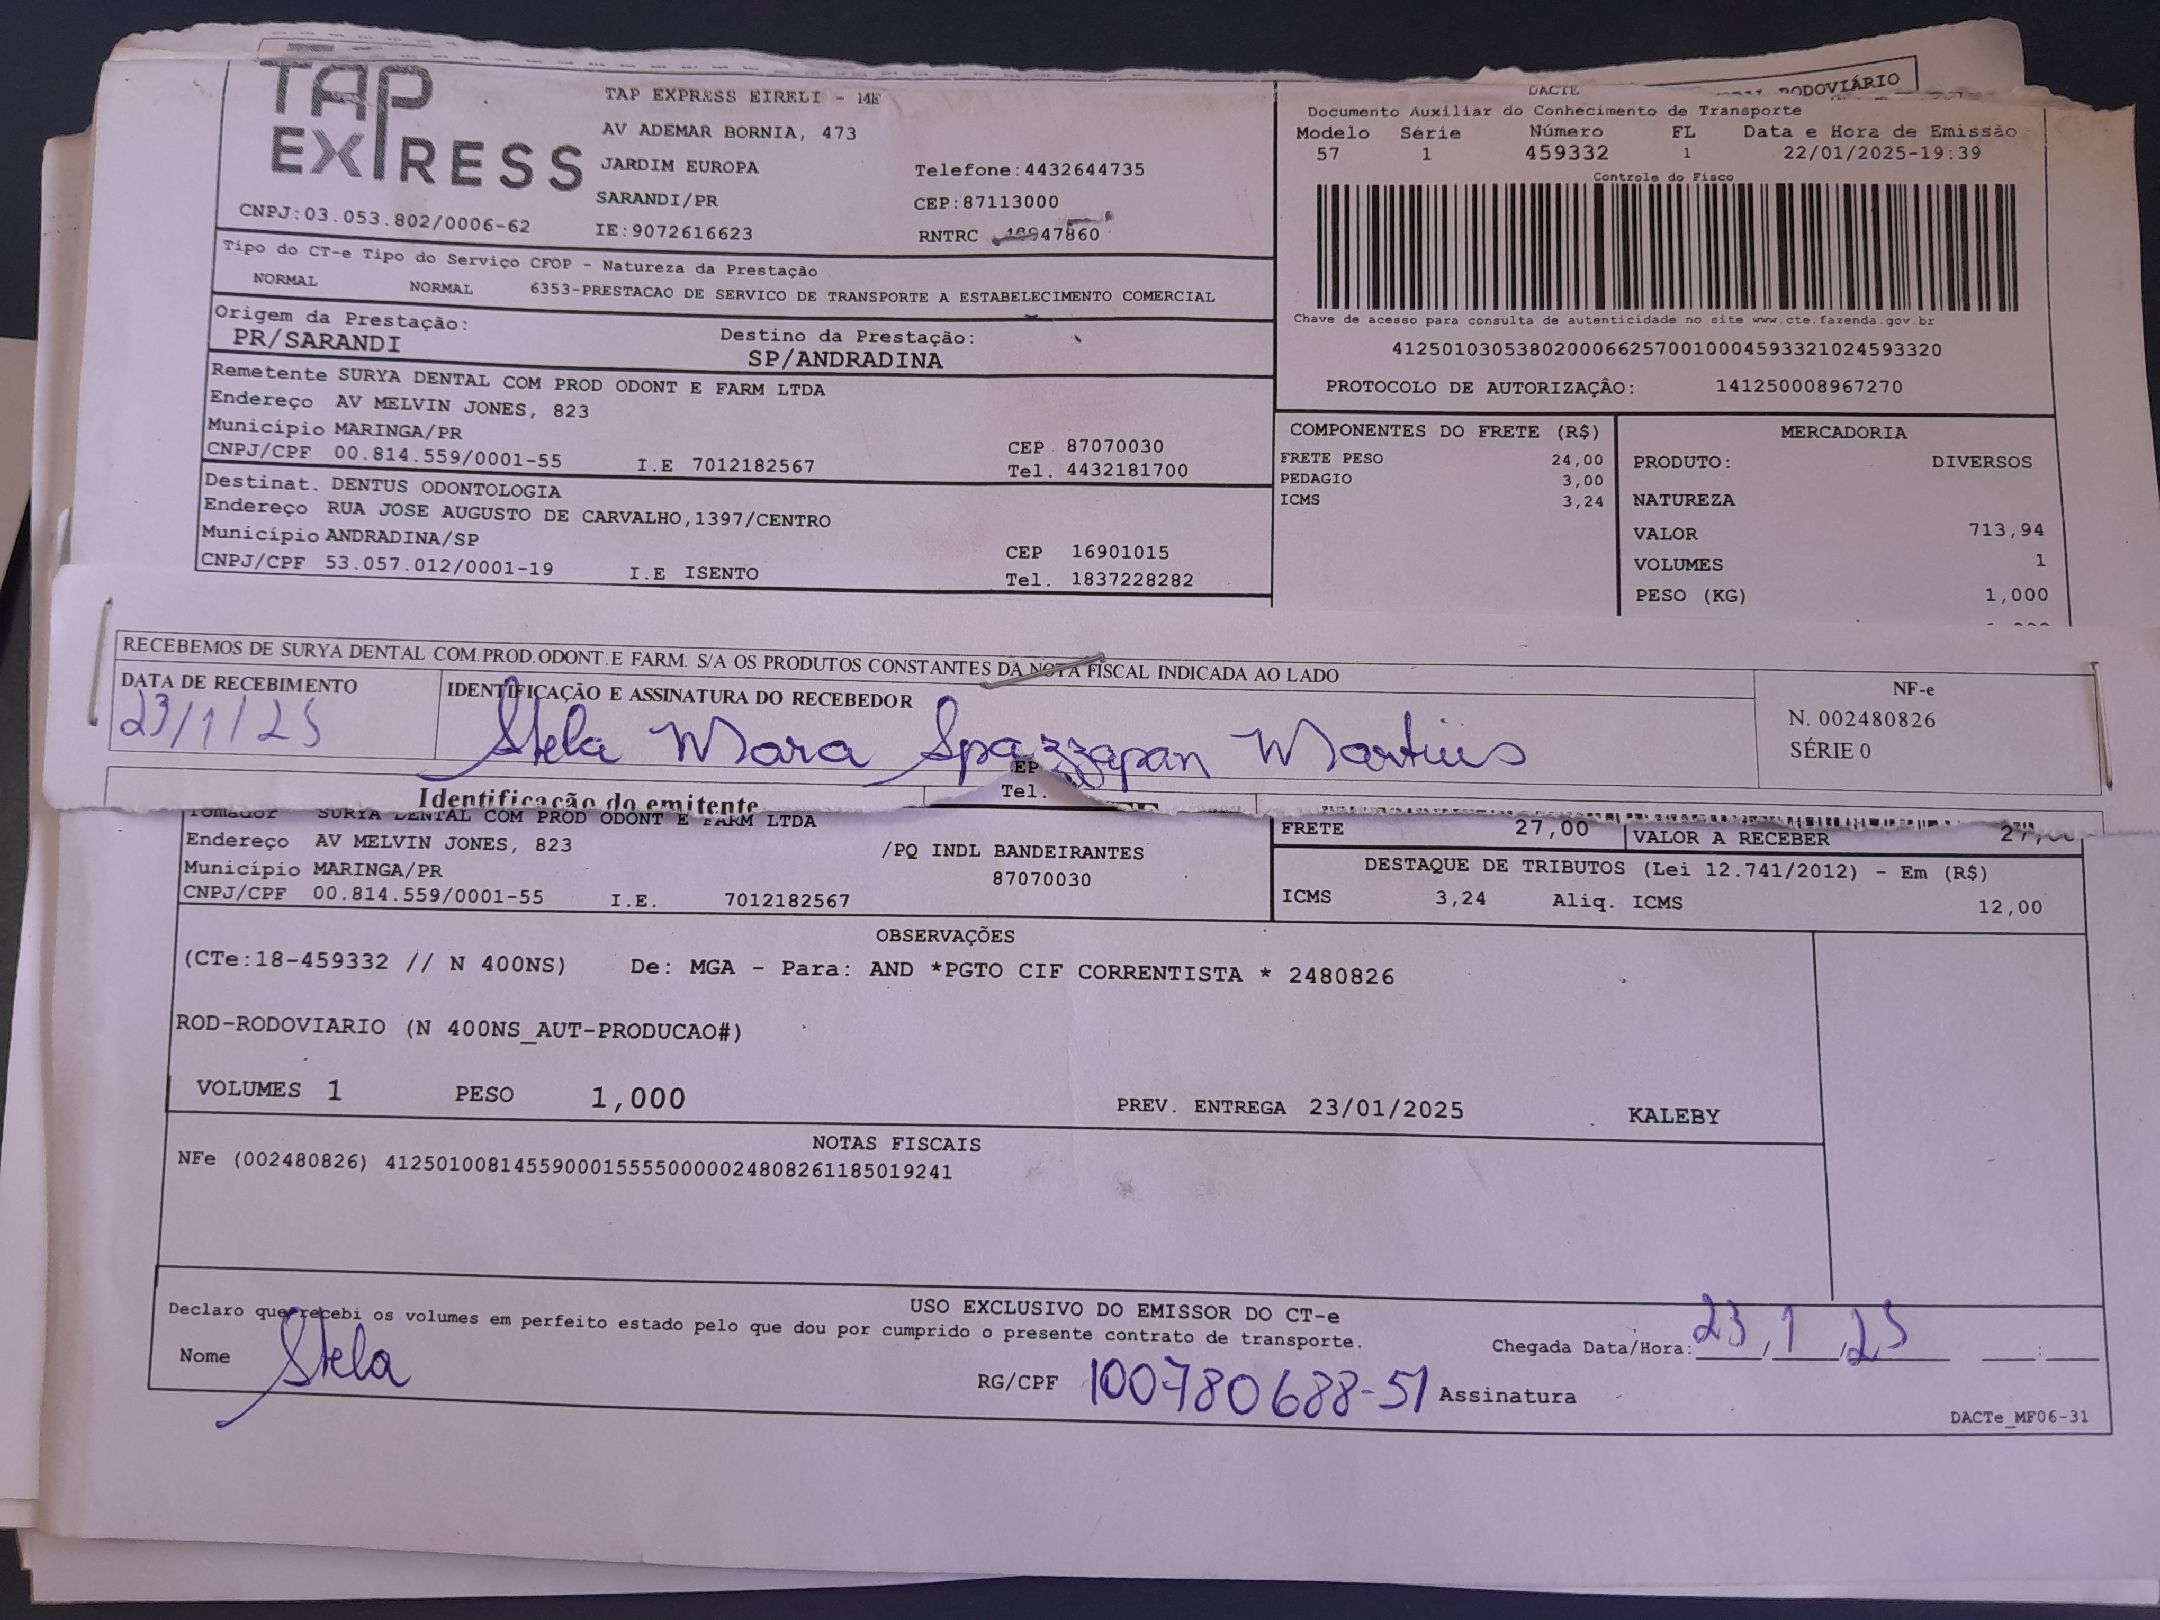 TAP
EXPRESS
CNPJ:03.053.802/0006-62
TAP EXPRESS EIRELI - ME
AV ADEMAR BORNIA, 473
JARDIM EUROPA
Telefone:4432644735
SARANDI/PR
CEP:87113000
IE:9072616623
RNTRC
RODOVIÁRIO
DACTE
Documento Auxiliar do Conhecimento de Transporte
Modelo Série Número FL Data e Hora de Emissão
57 1 459332 1 22/01/2025-19:39
Controle do Fisco
Chave de acesso para consulta de autenticidade no site www.cte.fazenda.gov.br
41250103053802000662570010004593321024593320
PROTOCOLO DE AUTORIZAÇÃO: 141250008967270
Tipo do CT-e Tipo do Serviço CFOP - Natureza da Prestação
NORMAL NORMAL 6353-PRESTACAO DE SERVICO DE TRANSPORTE A ESTABELECIMENTO COMERCIAL
Origem da Prestação: Destino da Prestação:
PR/SARANDI SP/ANDRADINA
Remetente SURYA DENTAL COM PROD ODONT E FARM LTDA
Endereço AV MELVIN JONES, 823
Município MARINGA/PR CEP 87070030
CNPJ/CPF 00.814.559/0001-55 I.E 7012182567 Tel. 4432181700
Destinat. DENTUS ODONTOLOGIA
Endereço RUA JOSE AUGUSTO DE CARVALHO,1397/CENTRO
Município ANDRADINA/SP CEP 16901015
CNPJ/CPF 53.057.012/0001-19 I.E ISENTO Tel. 1837228282
COMPONENTES DO FRETE (R$)
FRETE PESO 24,00
PEDAGIO 3,00
ICMS 3,24
MERCADORIA
PRODUTO: DIVERSOS
NATUREZA
VALOR 713,94
VOLUMES 1
PESO (KG) 1,000
RECEBEMOS DE SURYA DENTAL COM.PROD.ODONT.E FARM. S/A OS PRODUTOS CONSTANTES DA NOTA FISCAL INDICADA AO LADO
DATA DE RECEBIMENTO IDENTIFICAÇÃO E ASSINATURA DO RECEBEDOR
23/1/25 Stela Mara Spazzapan Martins
NF-e
N. 002480826
SÉRIE 0
EP
Tel.
Identificação do emitente
Tomador SURYA DENTAL COM PROD ODONT E FARM LTDA
Endereço AV MELVIN JONES, 823 /PQ INDL BANDEIRANTES
Município MARINGA/PR 87070030
CNPJ/CPF 00.814.559/0001-55 I.E. 7012182567
FRETE 27,00 VALOR A RECEBER 27,00
DESTAQUE DE TRIBUTOS (Lei 12.741/2012) - Em (R$)
ICMS 3,24 Aliq. ICMS 12,00
OBSERVAÇÕES
(CTe:18-459332 // N 400NS) De: MGA - Para: AND *PGTO CIF CORRENTISTA * 2480826
ROD-RODOVIARIO (N 400NS_AUT-PRODUCAO#)
VOLUMES 1 PESO 1,000 PREV. ENTREGA 23/01/2025 KALEBY
NOTAS FISCAIS
NFe (002480826) 41250100814559000155550000024808261185019241
USO EXCLUSIVO DO EMISSOR DO CT-e
Declaro que recebi os volumes em perfeito estado pelo que dou por cumprido o presente contrato de transporte.
Chegada Data/Hora: 23/1/25 :
Nome Stela RG/CPF 100780688-51 Assinatura
DACTe_MF06-31